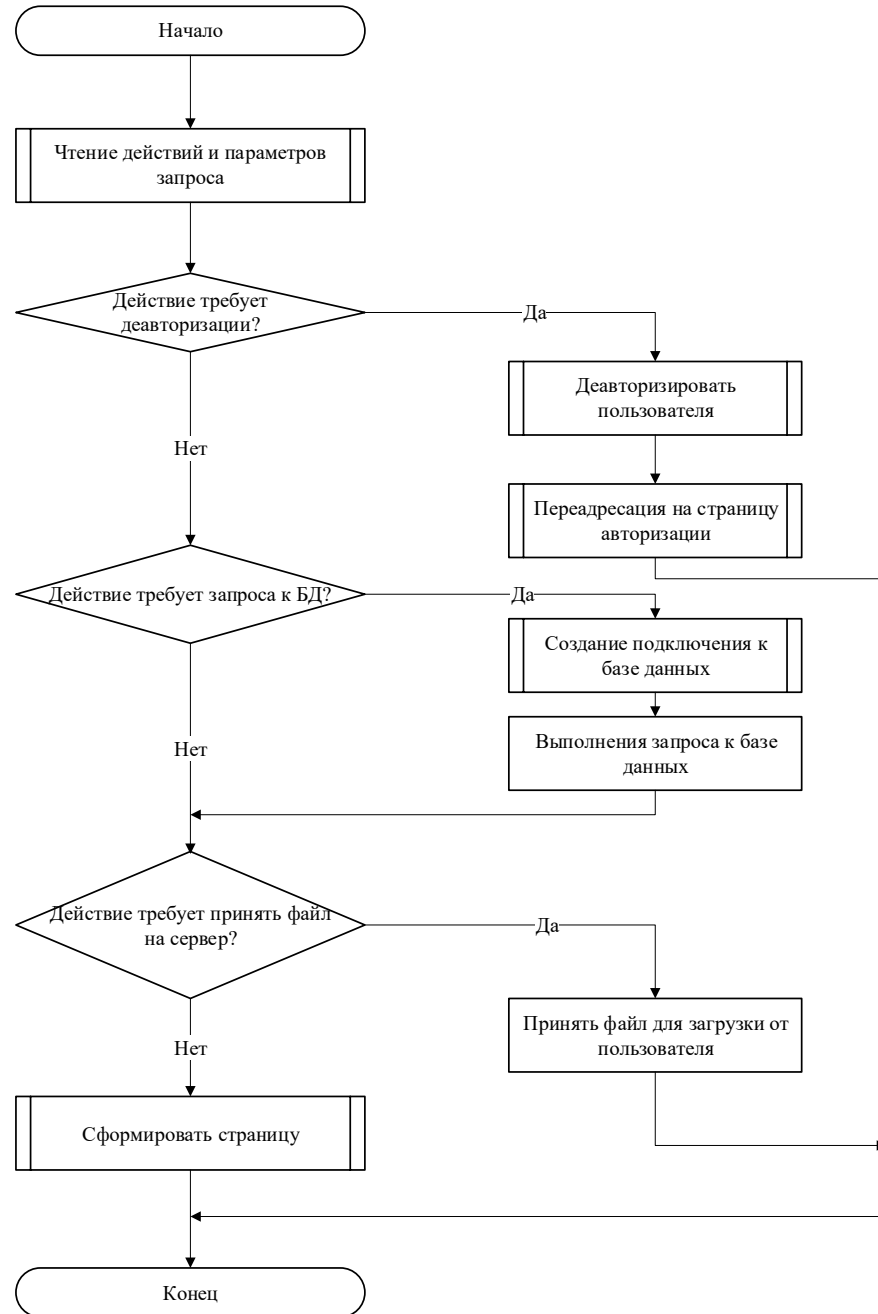 Начало
Чтение действий и параметров
запроса
Действие требует
деавторизации?
Да
Деавторизировать
пользователя
Нет
Переадресация на страницу
авторизации
Действие требует запроса к БД?
Да
Создание подключения к
базе данных
Нет
Выполнения запроса к базе
данных
Действие требует принять файл
на сервер?
Да
Принять файл для загрузки от
пользователя
Нет
Сформировать страницу
Конец